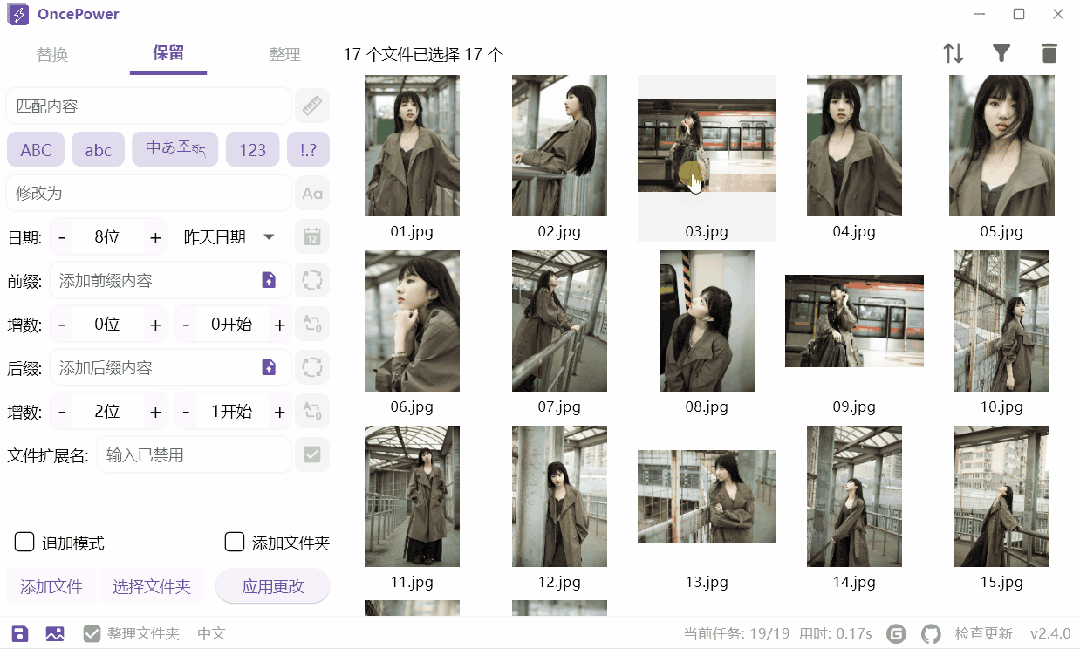 OncePower
替换 保留 整理 17 个文件已选择 17 个
匹配内容
ABC abc 中あ조 123 !.?
修改为 Aa
日期: - 8位 + 昨天日期 12
前缀: 添加前缀内容
增数: - 0位 + - 0开始 +
后缀: 添加后缀内容
增数: - 2位 + - 1开始 +
文件扩展名: 输入已禁用
追加模式 添加文件夹
添加文件 选择文件夹 应用更改
01.jpg 02.jpg 03.jpg 04.jpg 05.jpg
06.jpg 07.jpg 08.jpg 09.jpg 10.jpg
11.jpg 12.jpg 13.jpg 14.jpg 15.jpg
整理文件夹 中文 当前任务: 19/19 用时: 0.17s G 检查更新 v2.4.0